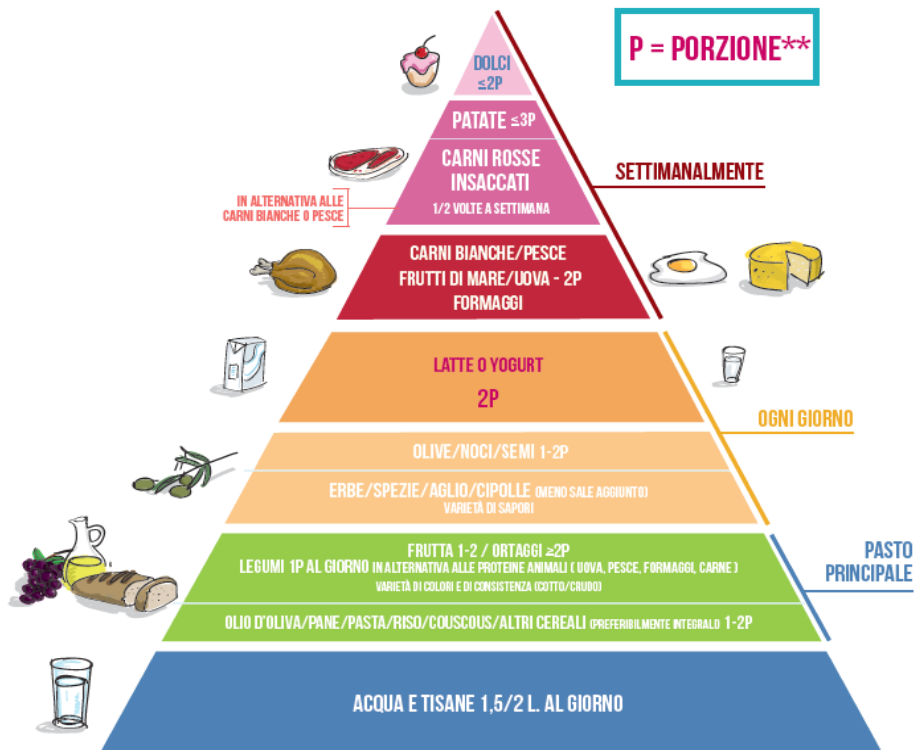 P = PORZIONE**
DOLCI
≤2P
PATATE ≤3P
CARNI ROSSE
INSACCATI
1/2 VOLTE A SETTIMANA
SETTIMANALMENTE
IN ALTERNATIVA ALLE
CARNI BIANCHE O PESCE
CARNI BIANCHE/PESCE
FRUTTI DI MARE/UOVA - 2P
FORMAGGI
LATTE O YOGURT
2P
OGNI GIORNO
OLIVE/NOCI/SEMI 1-2P
ERBE/SPEZIE/AGLIO/CIPOLLE (MENO SALE AGGIUNTO)
VARIETÀ DI SAPORI
PASTO
PRINCIPALE
FRUTTA 1-2 / ORTAGGI ≥2P
LEGUMI 1P AL GIORNO IN ALTERNATIVA ALLE PROTEINE ANIMALI ( UOVA, PESCE, FORMAGGI, CARNE )
VARIETÀ DI COLORI E DI CONSISTENZA (COTTO/CRUDO)
OLIO D'OLIVA/PANE/PASTA/RISO/COUSCOUS/ALTRI CEREALI (PREFERIBILMENTE INTEGRALI) 1-2P
ACQUA E TISANE 1,5/2 L. AL GIORNO